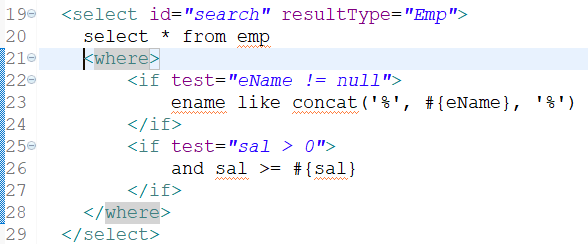 19 <select id="search" resultType="Emp">
20 select * from emp
21 <where>
22 <if test="eName != null">
23 ename like concat('%', #{eName}, '%')
24 </if>
25 <if test="sal > 0">
26 and sal >= #{sal}
27 </if>
28 </where>
29 </select>